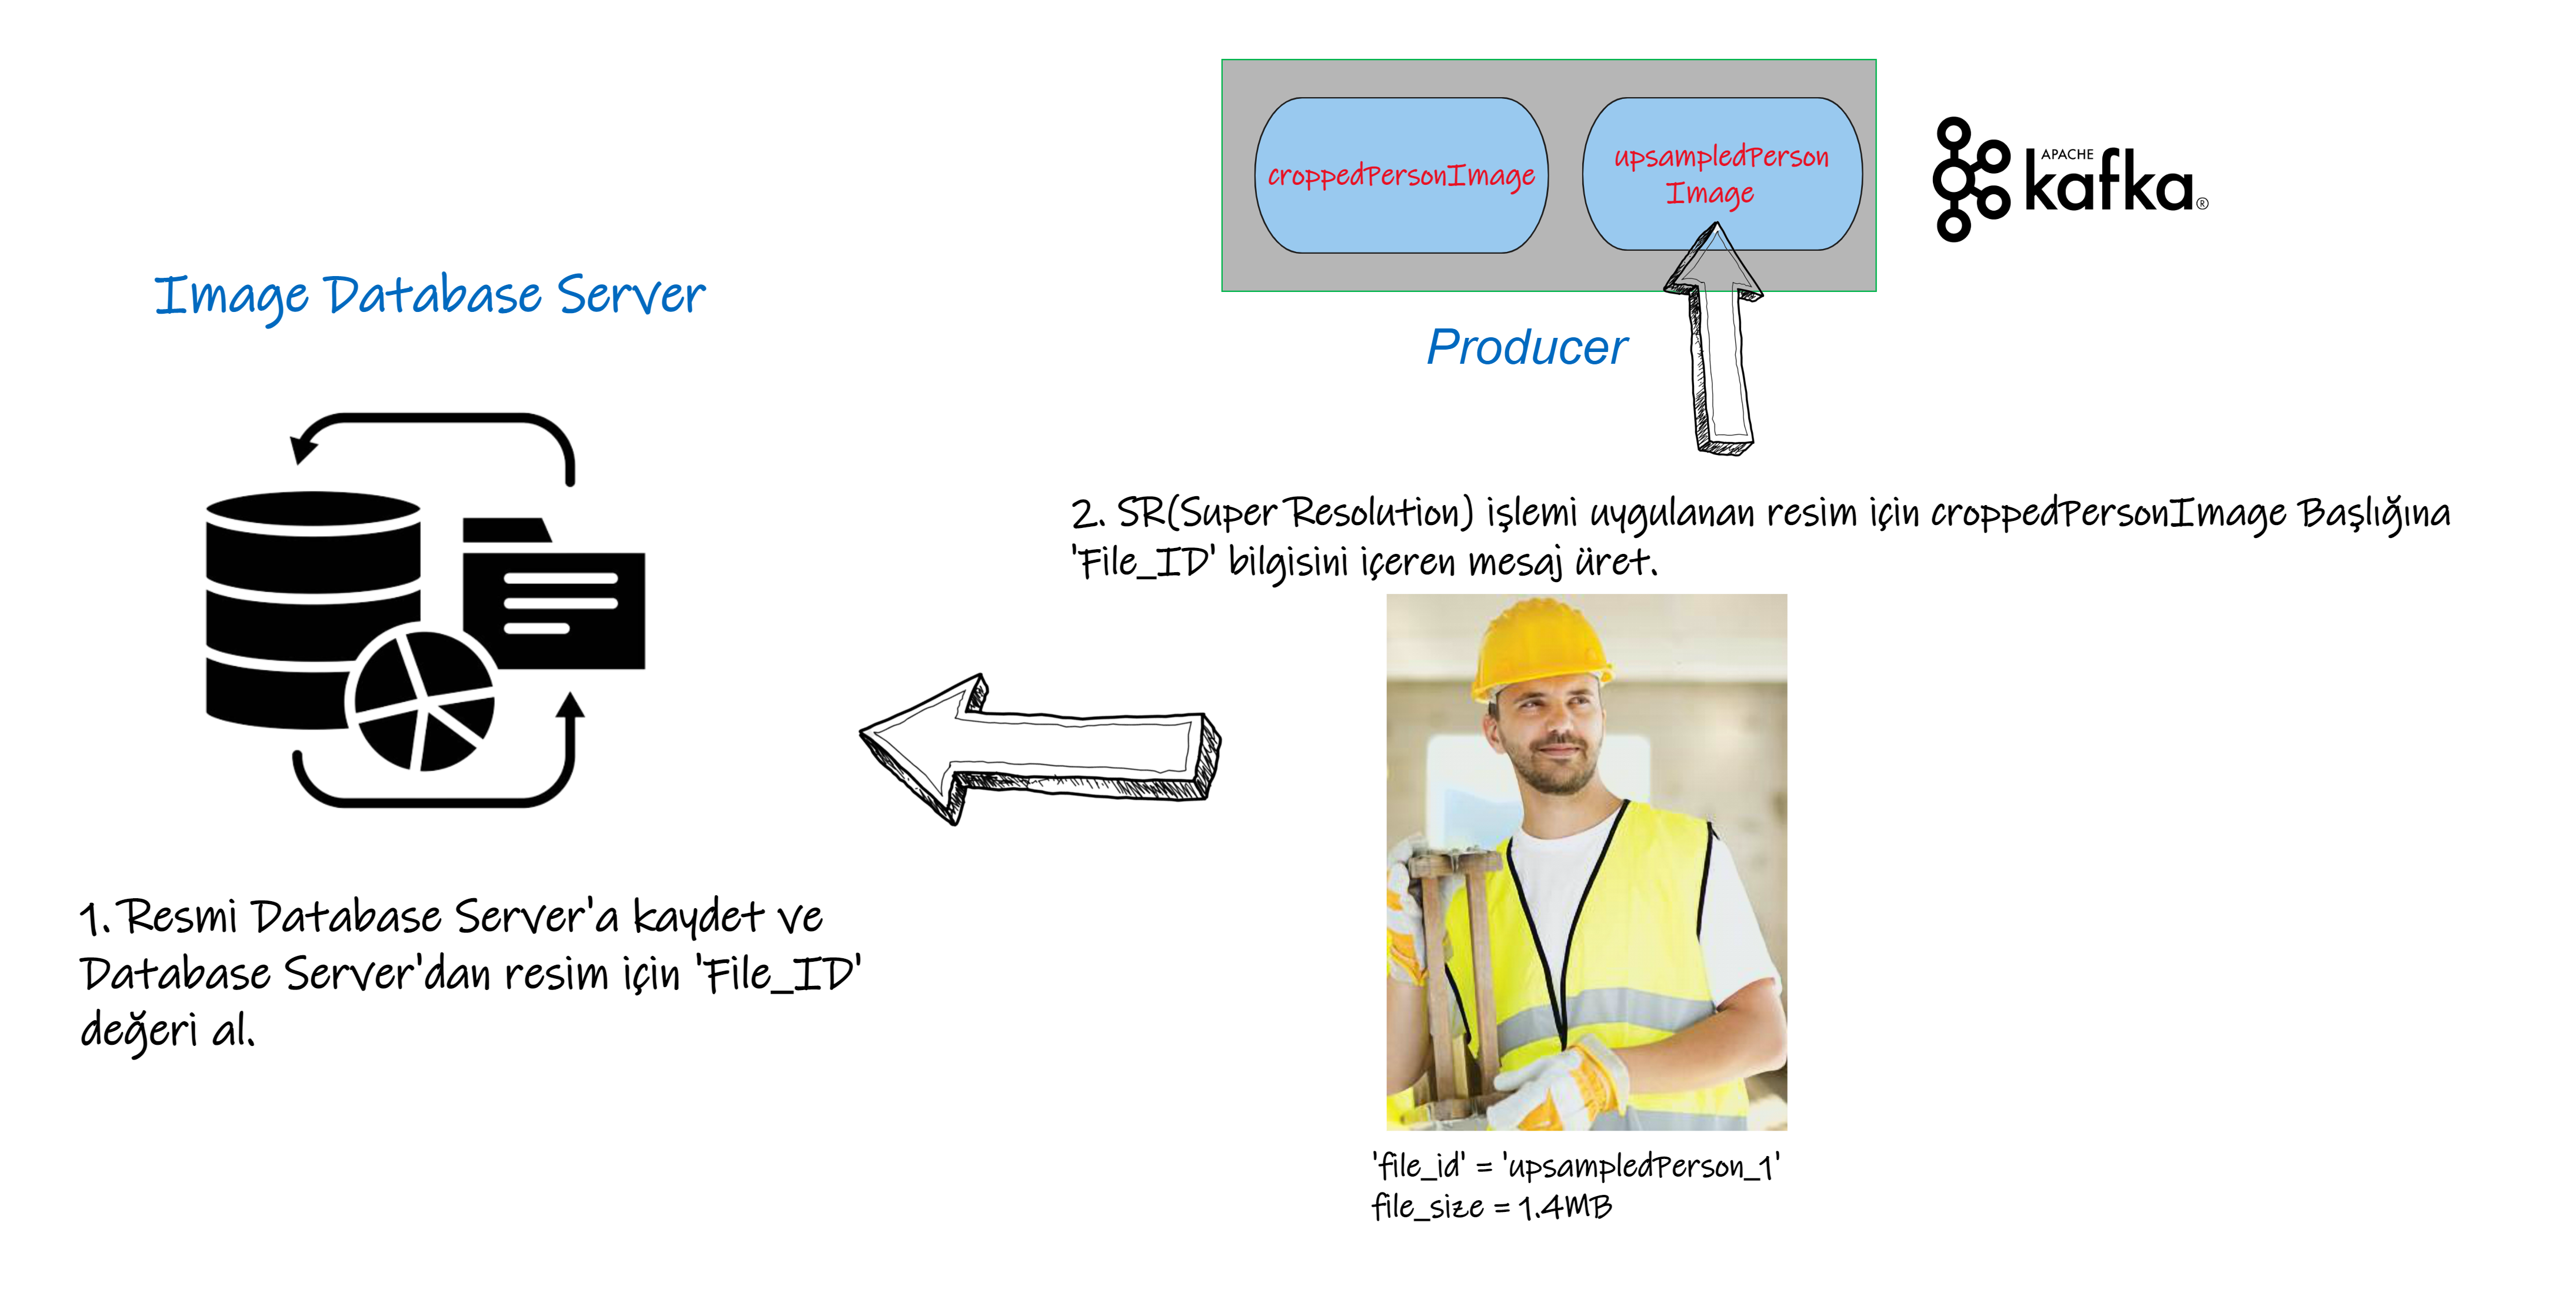 croppedPersonImage
upsampledPerson
Image
APACHE
kafka®
Image Database Server
Producer
2. SR(Super Resolution) işlemi uygulanan resim için croppedPersonImage Başlığına
'File_ID' bilgisini içeren mesaj üret.
1. Resmi Database Server'a kaydet ve
Database Server'dan resim için 'File_ID'
değeri al.
'file_id' = 'upsampledPerson_1'
file_size = 1.4MB